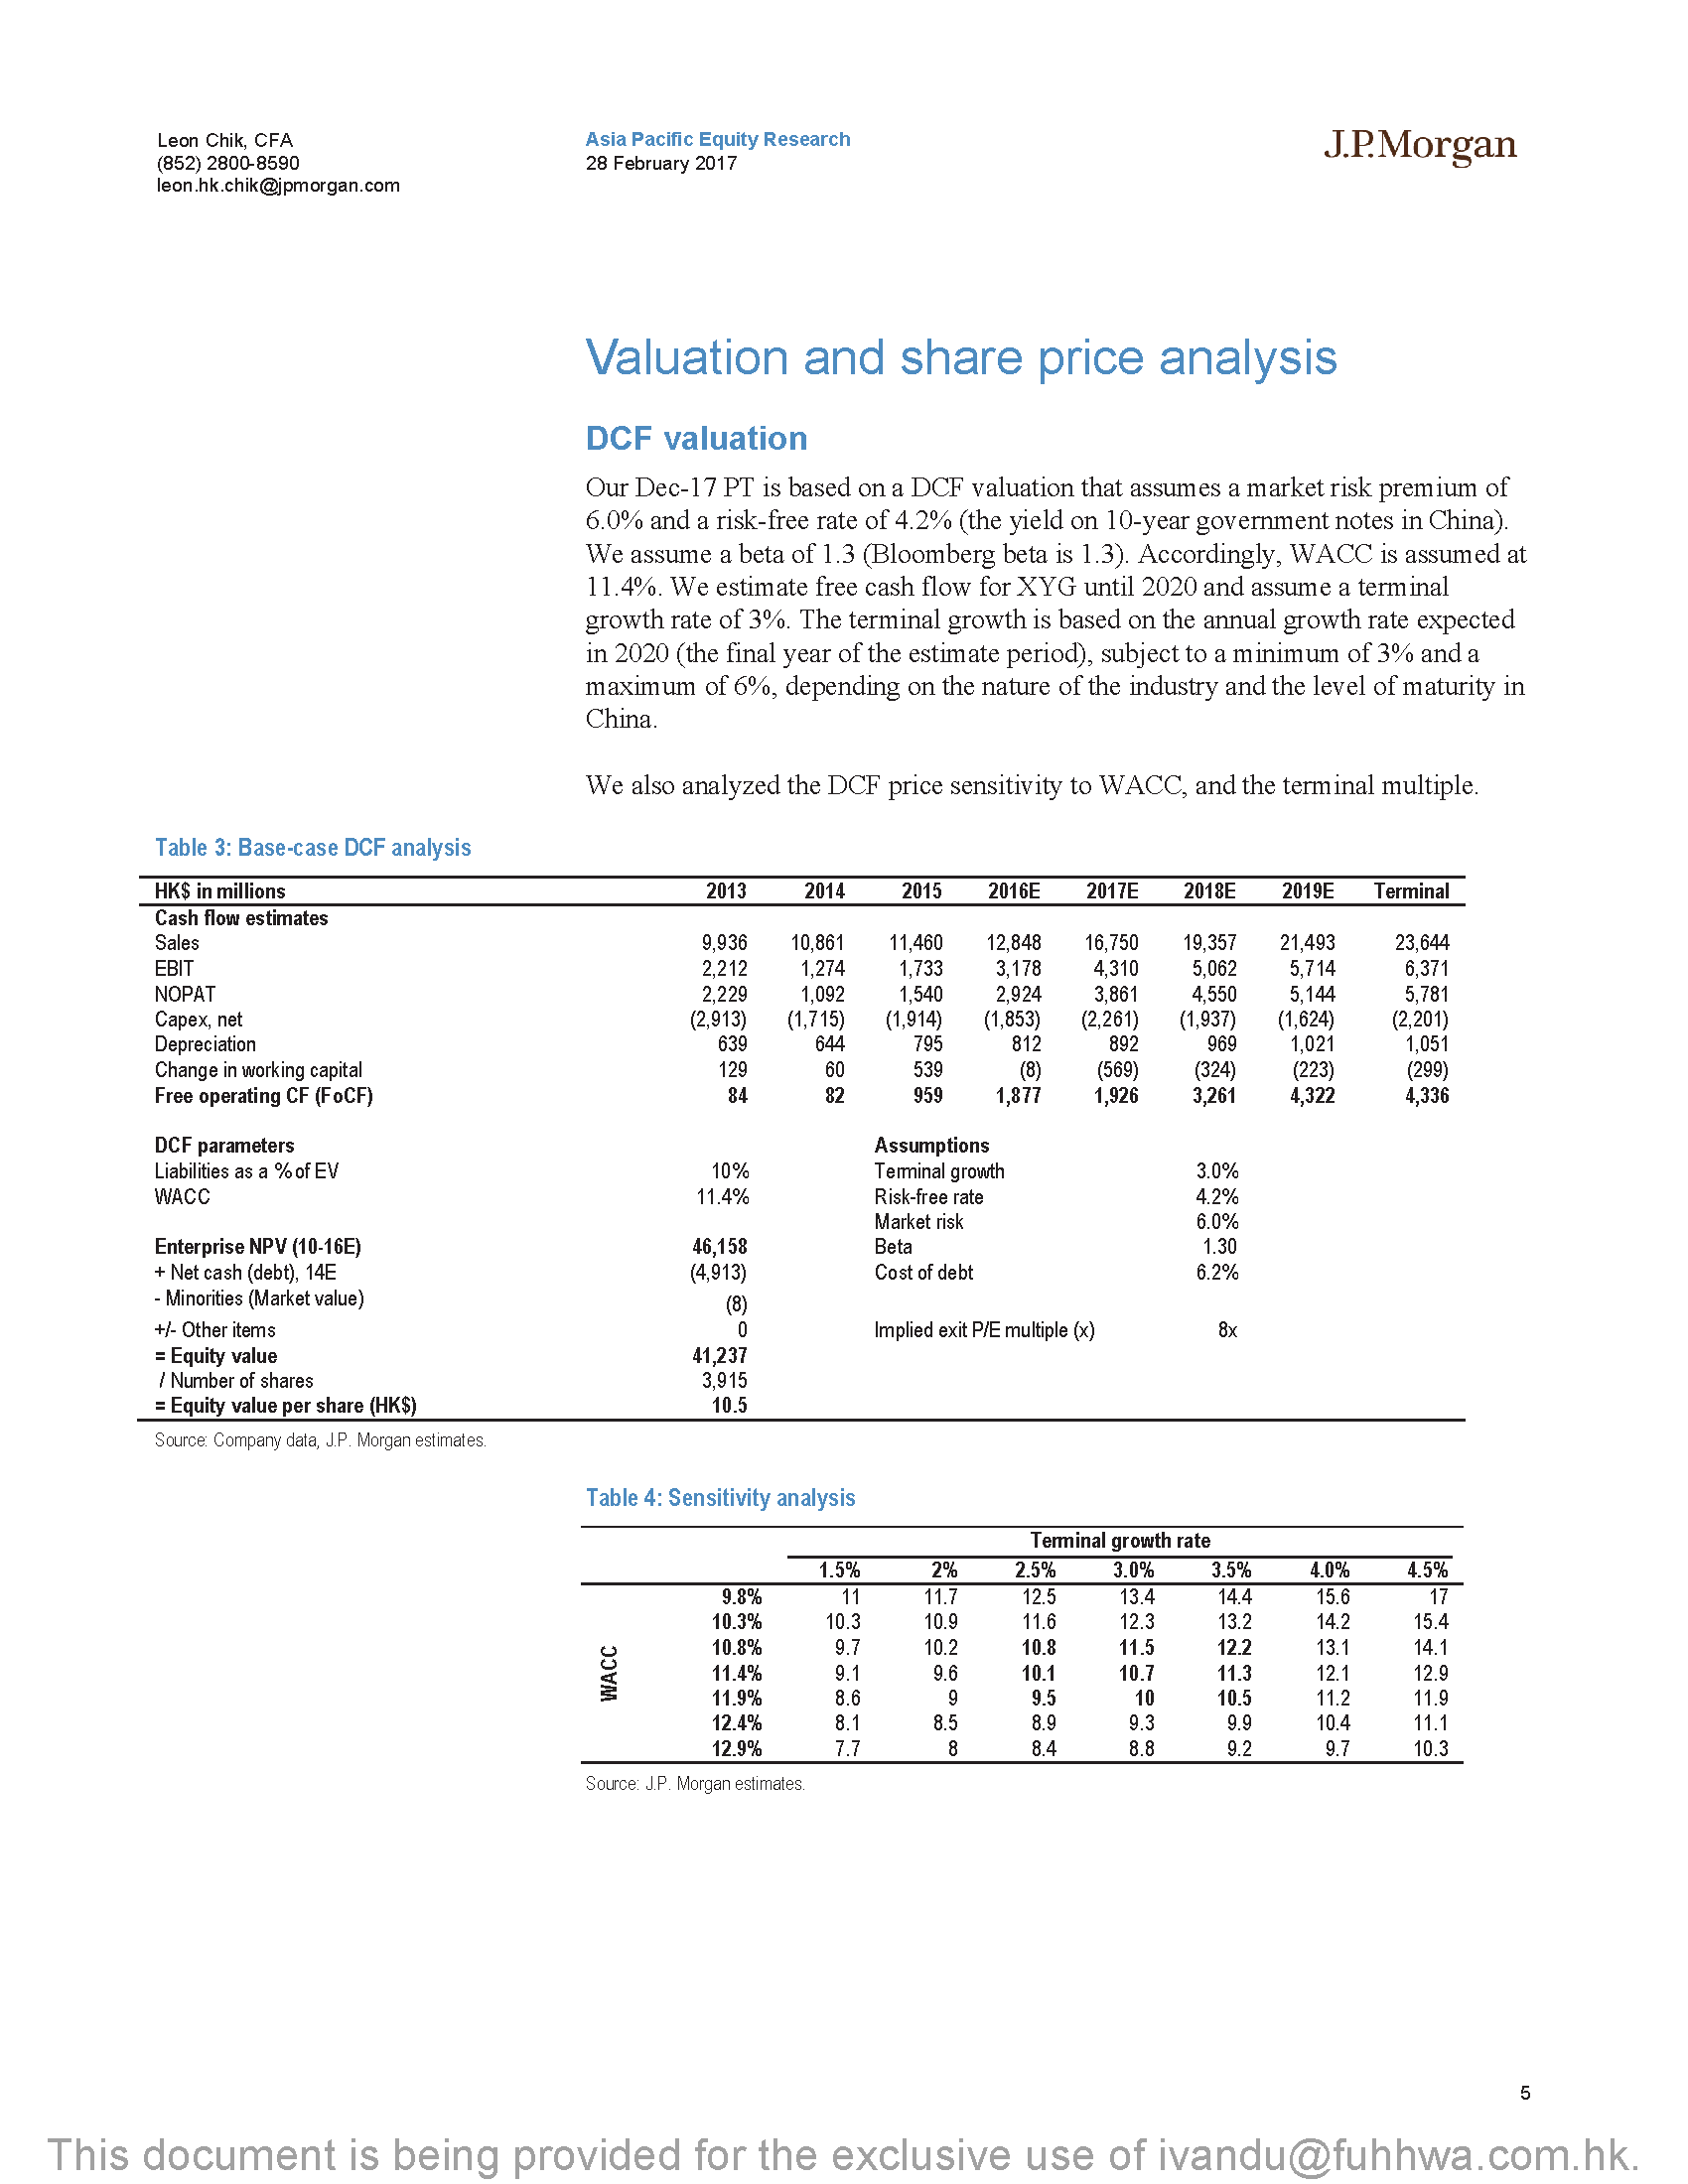 Leon Chik, CFA
(852) 2800-8590
leon.hk.chik@jpmorgan.com
Asia Pacific Equity Research
28 February 2017
J.P.Morgan
Valuation and share price analysis
DCF valuation
Our Dec-17 PT is based on a DCF valuation that assumes a market risk premium of
6.0% and a risk-free rate of 4.2% (the yield on 10-year government notes in China).
We assume a beta of 1.3 (Bloomberg beta is 1.3). Accordingly, WACC is assumed at
11.4%. We estimate free cash flow for XYG until 2020 and assume a terminal
growth rate of 3%. The terminal growth is based on the annual growth rate expected
in 2020 (the final year of the estimate period), subject to a minimum of 3% and a
maximum of 6%, depending on the nature of the industry and the level of maturity in
China.
We also analyzed the DCF price sensitivity to WACC, and the terminal multiple.
Table 3: Base-case DCF analysis
HK$ in millions 2013 2014 2015 2016E 2017E 2018E 2019E Terminal
Cash flow estimates
Sales 9,936 10,861 11,460 12,848 16,750 19,357 21,493 23,644
EBIT 2,212 1,274 1,733 3,178 4,310 5,062 5,714 6,371
NOPAT 2,229 1,092 1,540 2,924 3,861 4,550 5,144 5,781
Capex, net (2,913) (1,715) (1,914) (1,853) (2,261) (1,937) (1,624) (2,201)
Depreciation 639 644 795 812 892 969 1,021 1,051
Change in working capital 129 60 539 (8) (569) (324) (223) (299)
Free operating CF (FoCF) 84 82 959 1,877 1,926 3,261 4,322 4,336
DCF parameters Assumptions
Liabilities as a % of EV 10% Terminal growth 3.0%
WACC 11.4% Risk-free rate 4.2%
Market risk 6.0%
Enterprise NPV (10-16E) 46,158 Beta 1.30
+ Net cash (debt), 14E (4,913) Cost of debt 6.2%
- Minorities (Market value) (8)
+/- Other items 0 Implied exit P/E multiple (x) 8x
= Equity value 41,237
/ Number of shares 3,915
= Equity value per share (HK$) 10.5
Source: Company data, J.P. Morgan estimates.
Table 4: Sensitivity analysis
Terminal growth rate
1.5% 2% 2.5% 3.0% 3.5% 4.0% 4.5%
WACC
9.8% 11 11.7 12.5 13.4 14.4 15.6 17
10.3% 10.3 10.9 11.6 12.3 13.2 14.2 15.4
10.8% 9.7 10.2 10.8 11.5 12.2 13.1 14.1
11.4% 9.1 9.6 10.1 10.7 11.3 12.1 12.9
11.9% 8.6 9 9.5 10 10.5 11.2 11.9
12.4% 8.1 8.5 8.9 9.3 9.9 10.4 11.1
12.9% 7.7 8 8.4 8.8 9.2 9.7 10.3
Source: J.P. Morgan estimates.
5
This document is being provided for the exclusive use of ivandu@fuhhwa.com.hk.